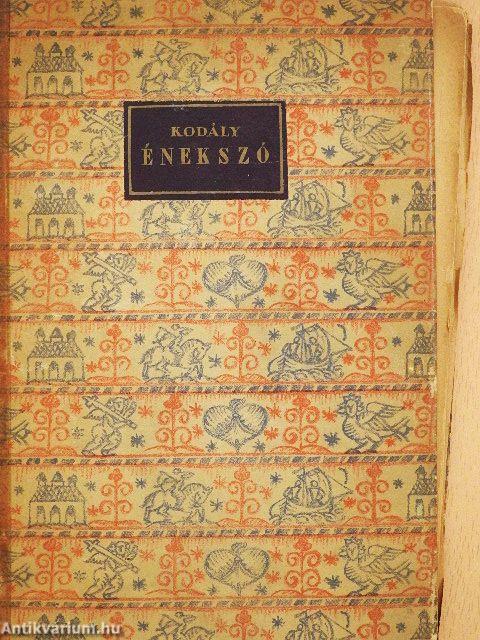 KODÁLY
ÉNEKSZÓ
Antikvarium.hu